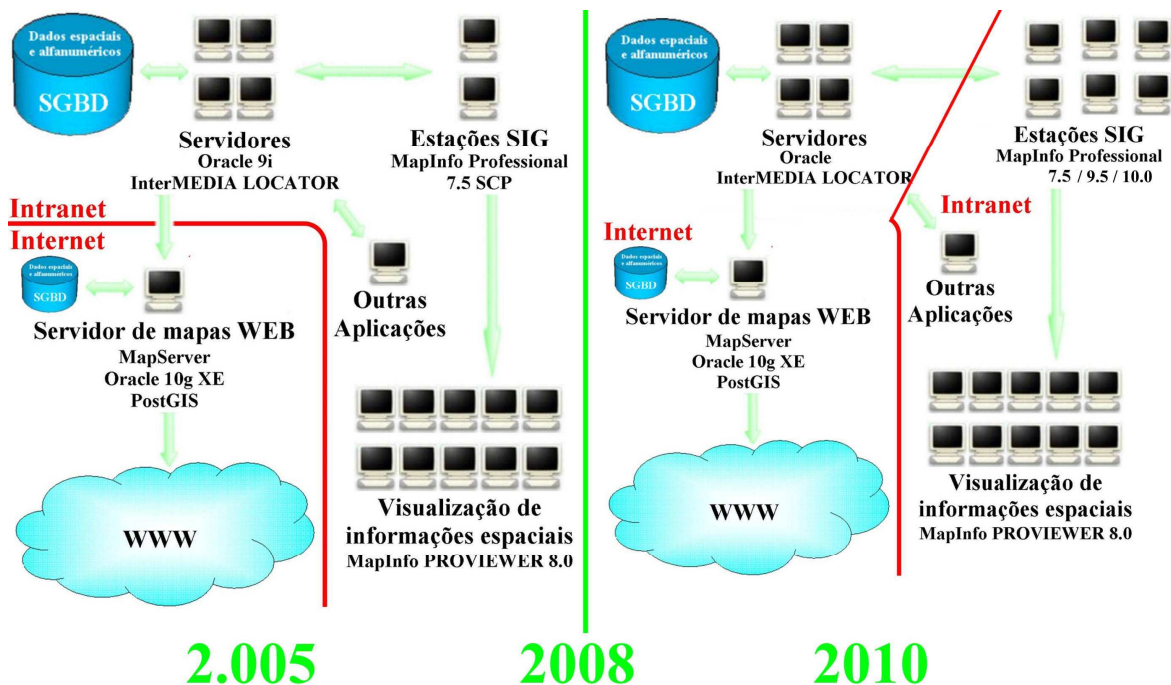 Dados espaciais
e alfanuméricos
SGBD
Servidores
Oracle 9i
InterMEDIA LOCATOR
Estações SIG
MapInfo Professional
7.5 SCP
Intranet
Internet
Dados espaciais
e alfanuméricos
SGBD
Servidor de mapas WEB
MapServer
Oracle 10g XE
PostGIS
WWW
Outras
Aplicações
Visualização de
informações espaciais
MapInfo PROVIEWER 8.0
Dados espaciais
e alfanuméricos
SGBD
Servidores
Oracle
InterMEDIA LOCATOR
Estações SIG
MapInfo Professional
7.5 / 9.5 / 10.0
Intranet
Internet
Dados espaciais
e alfanuméricos
SGBD
Servidor de mapas WEB
MapServer
Oracle 10g XE
PostGIS
WWW
Outras
Aplicações
Visualização de
informações espaciais
MapInfo PROVIEWER 8.0
2.005
2008
2010